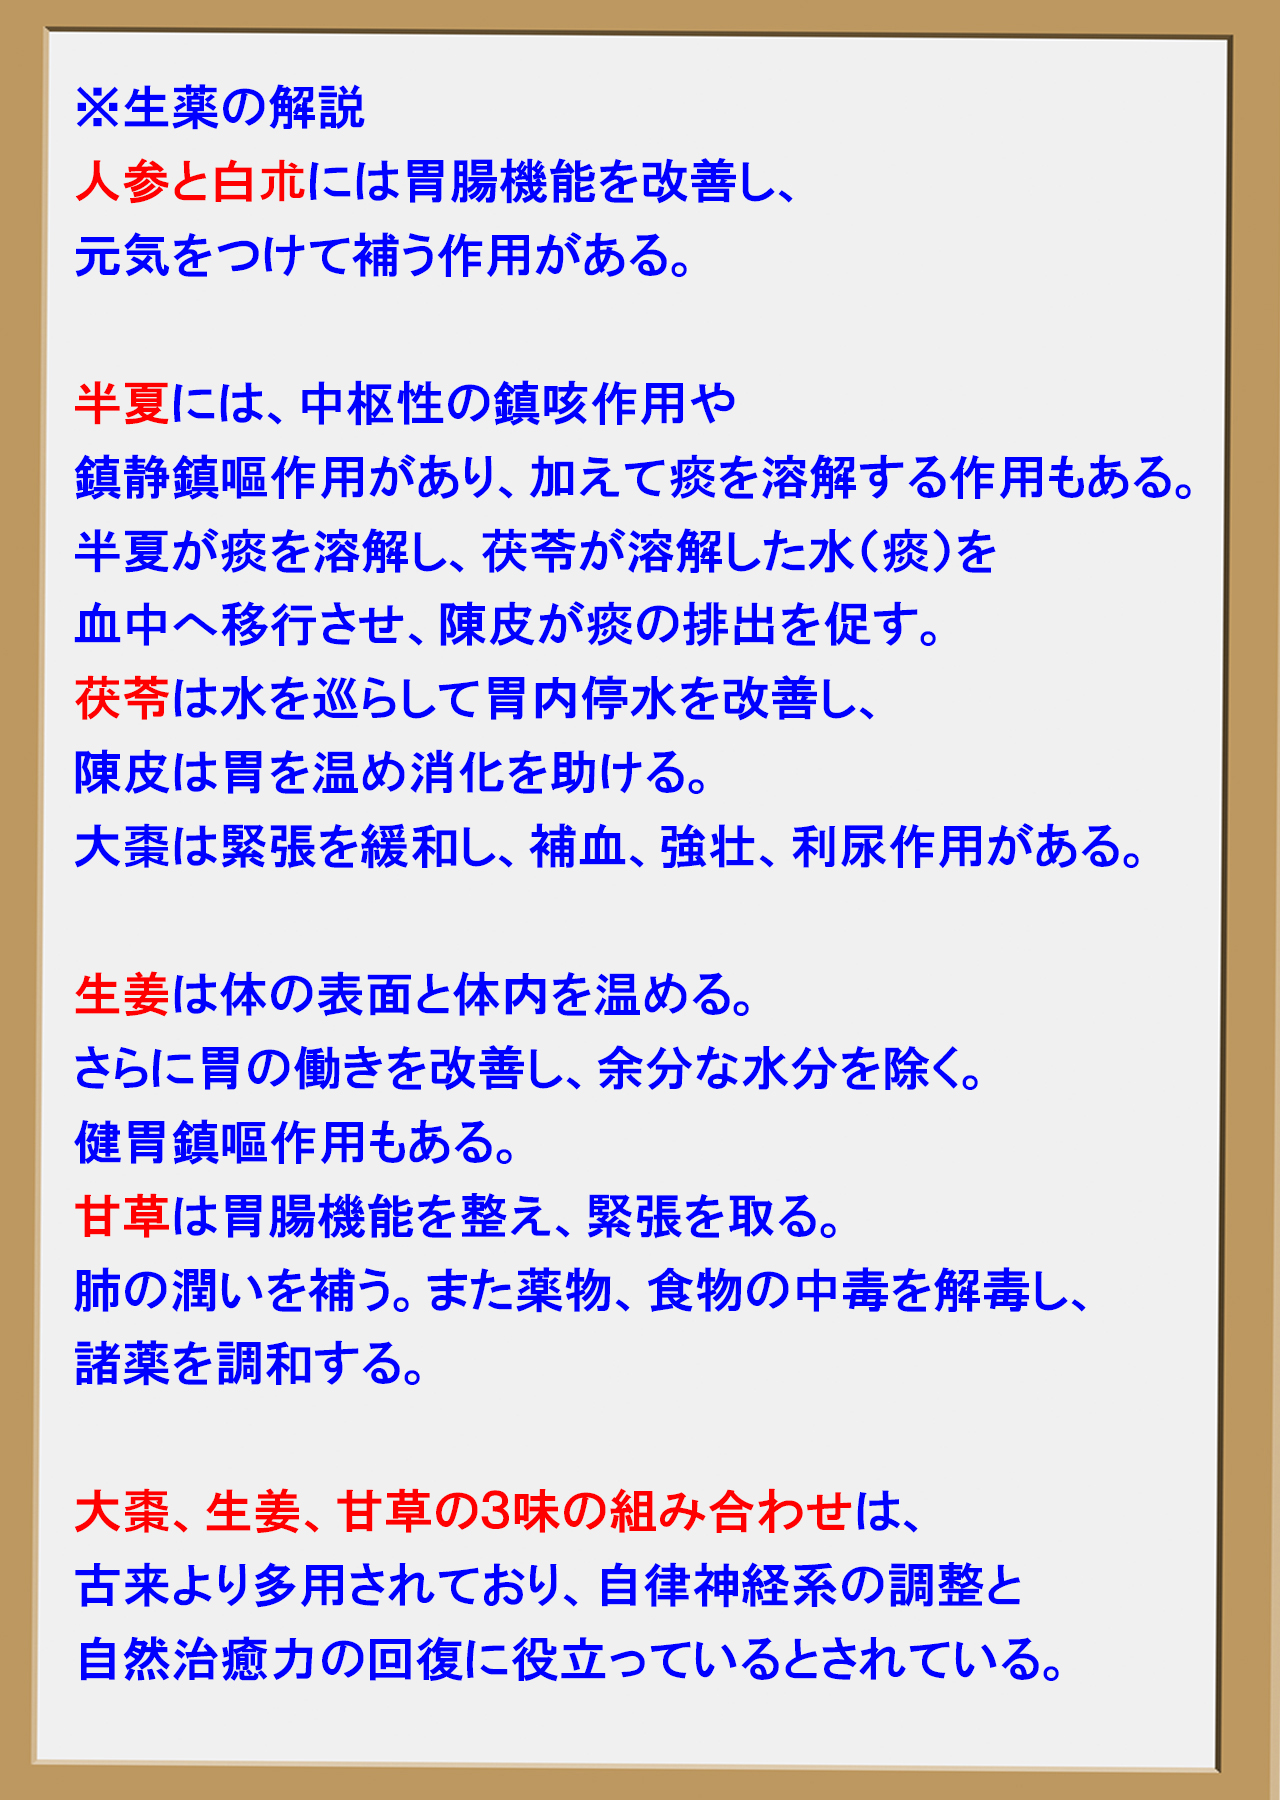 ※生薬の解説
人参と白朮には胃腸機能を改善し、
元気をつけて補う作用がある。
半夏には、中枢性の鎮咳作用や
鎮静鎮嘔作用があり、加えて痰を溶解する作用もある。
半夏が痰を溶解し、茯苓が溶解した水（痰）を
血中へ移行させ、陳皮が痰の排出を促す。
茯苓は水を巡らして胃内停水を改善し、
陳皮は胃を温め消化を助ける。
大棗は緊張を緩和し、補血、強壮、利尿作用がある。
生姜は体の表面と体内を温める。
さらに胃の働きを改善し、余分な水分を除く。
健胃鎮嘔作用もある。
甘草は胃腸機能を整え、緊張を取る。
肺の潤いを補う。また薬物、食物の中毒を解毒し、
諸薬を調和する。
大棗、生姜、甘草の3味の組み合わせは、
古来より多用されており、自律神経系の調整と
自然治癒力の回復に役立っているとされている。